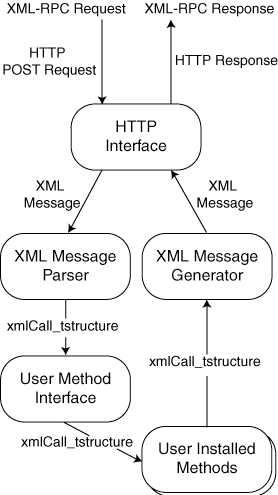 XML-RPC Request
XML-RPC Response
HTTP
POST Request
HTTP Response
HTTP
Interface
XML
Message
XML
Message
XML Message
Parser
XML Message
Generator
xmlCall_tstructure
xmlCall_tstructure
User Method
Interface
xmlCall_tstructure
User Installed
Methods